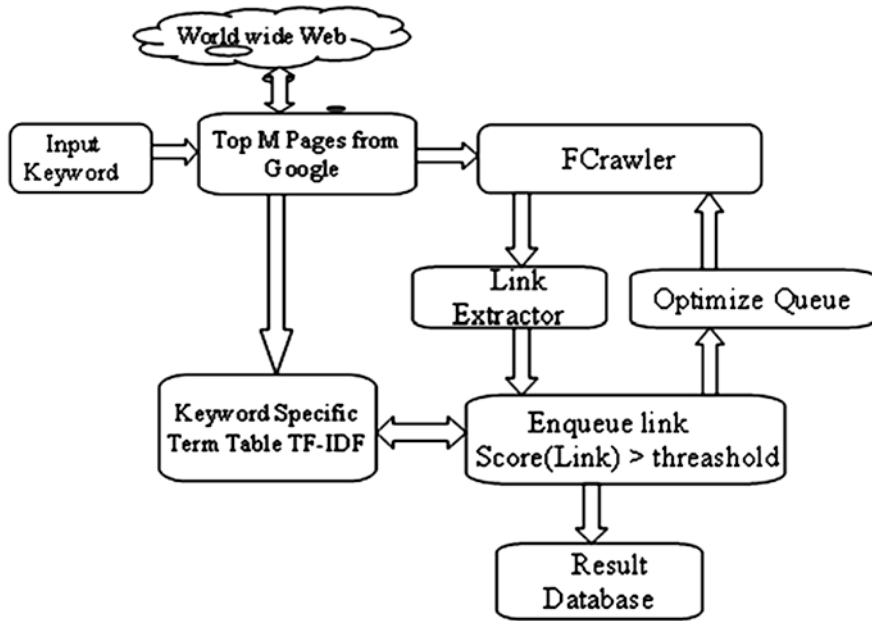 World wide Web
Input
Keyword
Top M Pages from
Google
FCrawler
Link
Extractor
Optimize Queue
Keyword Specific
Term Table TF-IDF
Enqueue link
Score(Link) > threashold
Result
Database